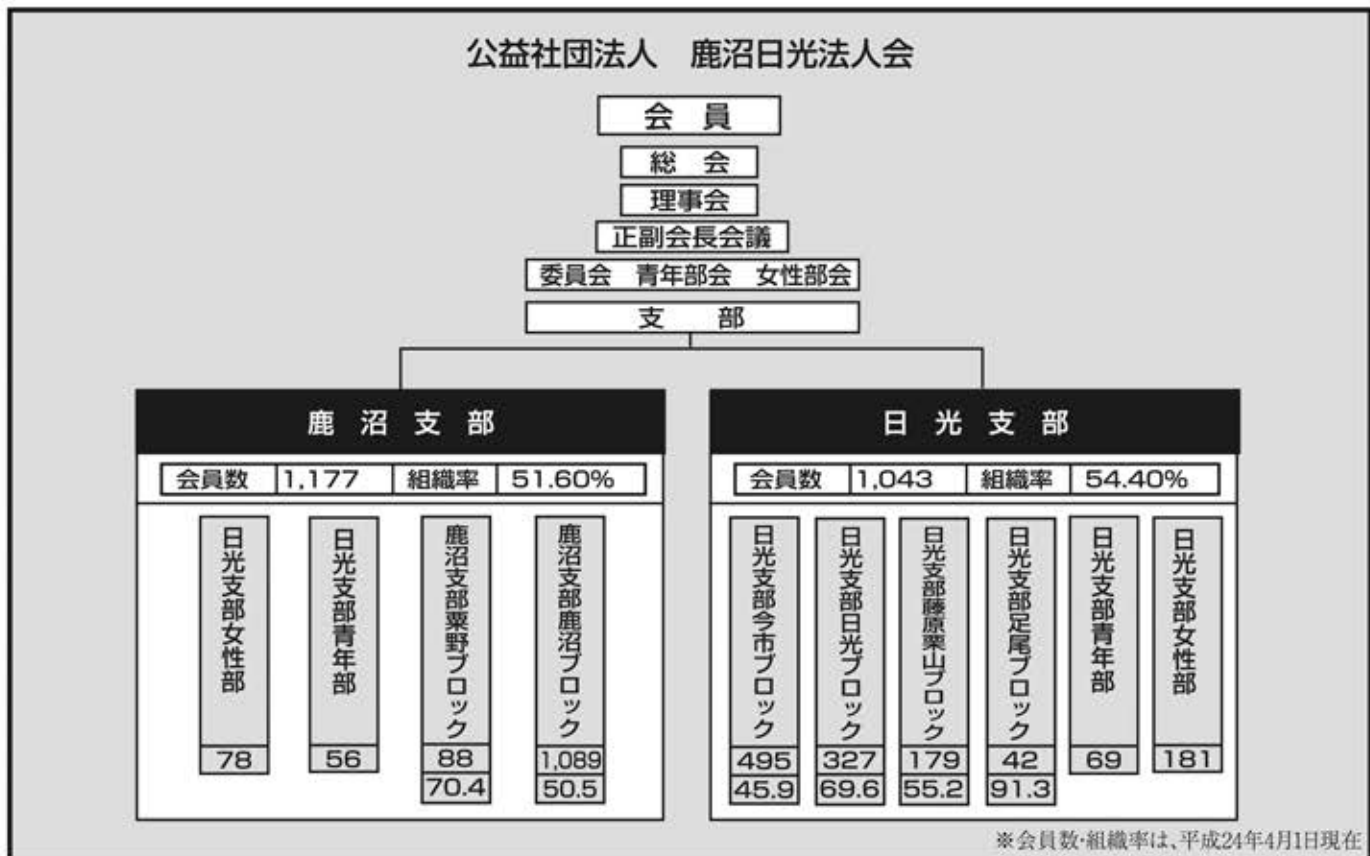 公益社団法人 鹿沼日光法人会
会 員
総 会
理事会
正副会長会議
委員会 青年部会 女性部会
支 部
鹿 沼 支 部
会員数 1,177 組織率 51.60%
日光支部女性部
78
日光支部青年部
56
鹿沼支部粟野ブロック
88
70.4
鹿沼支部鹿沼ブロック
1,089
50.5
日 光 支 部
会員数 1,043 組織率 54.40%
日光支部今市ブロック
495
45.9
日光支部日光ブロック
327
69.6
日光支部藤原栗山ブロック
179
55.2
日光支部足尾ブロック
42
91.3
日光支部青年部
69
日光支部女性部
181
※会員数·組織率は、平成24年4月1日現在